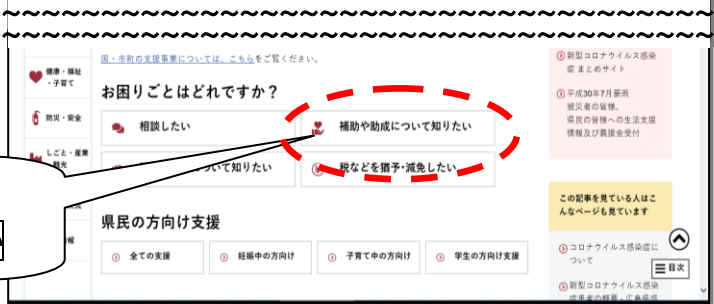 国・市町の支援事業については、こちらをご覧ください。
健康・福祉
・子育て
防災・安全
しごと・産業
観光
お困りごとはどれですか？
相談したい
補助や助成について知りたい
ついて知りたい
税などを猶予・減免したい
県民の方向け支援
全ての支援
妊娠中の方向け
子育て中の方向け
学生の方向け支援
新型コロナウイルス感染
症 まとめサイト
平成30年7月豪雨
被災者の皆様、
県民の皆様への生活支援
情報及び義援金受付
この記事を見ている人はこ
んなページも見ています
コロナウイルス感染症に
ついて
目次
新型コロナウイルス感染